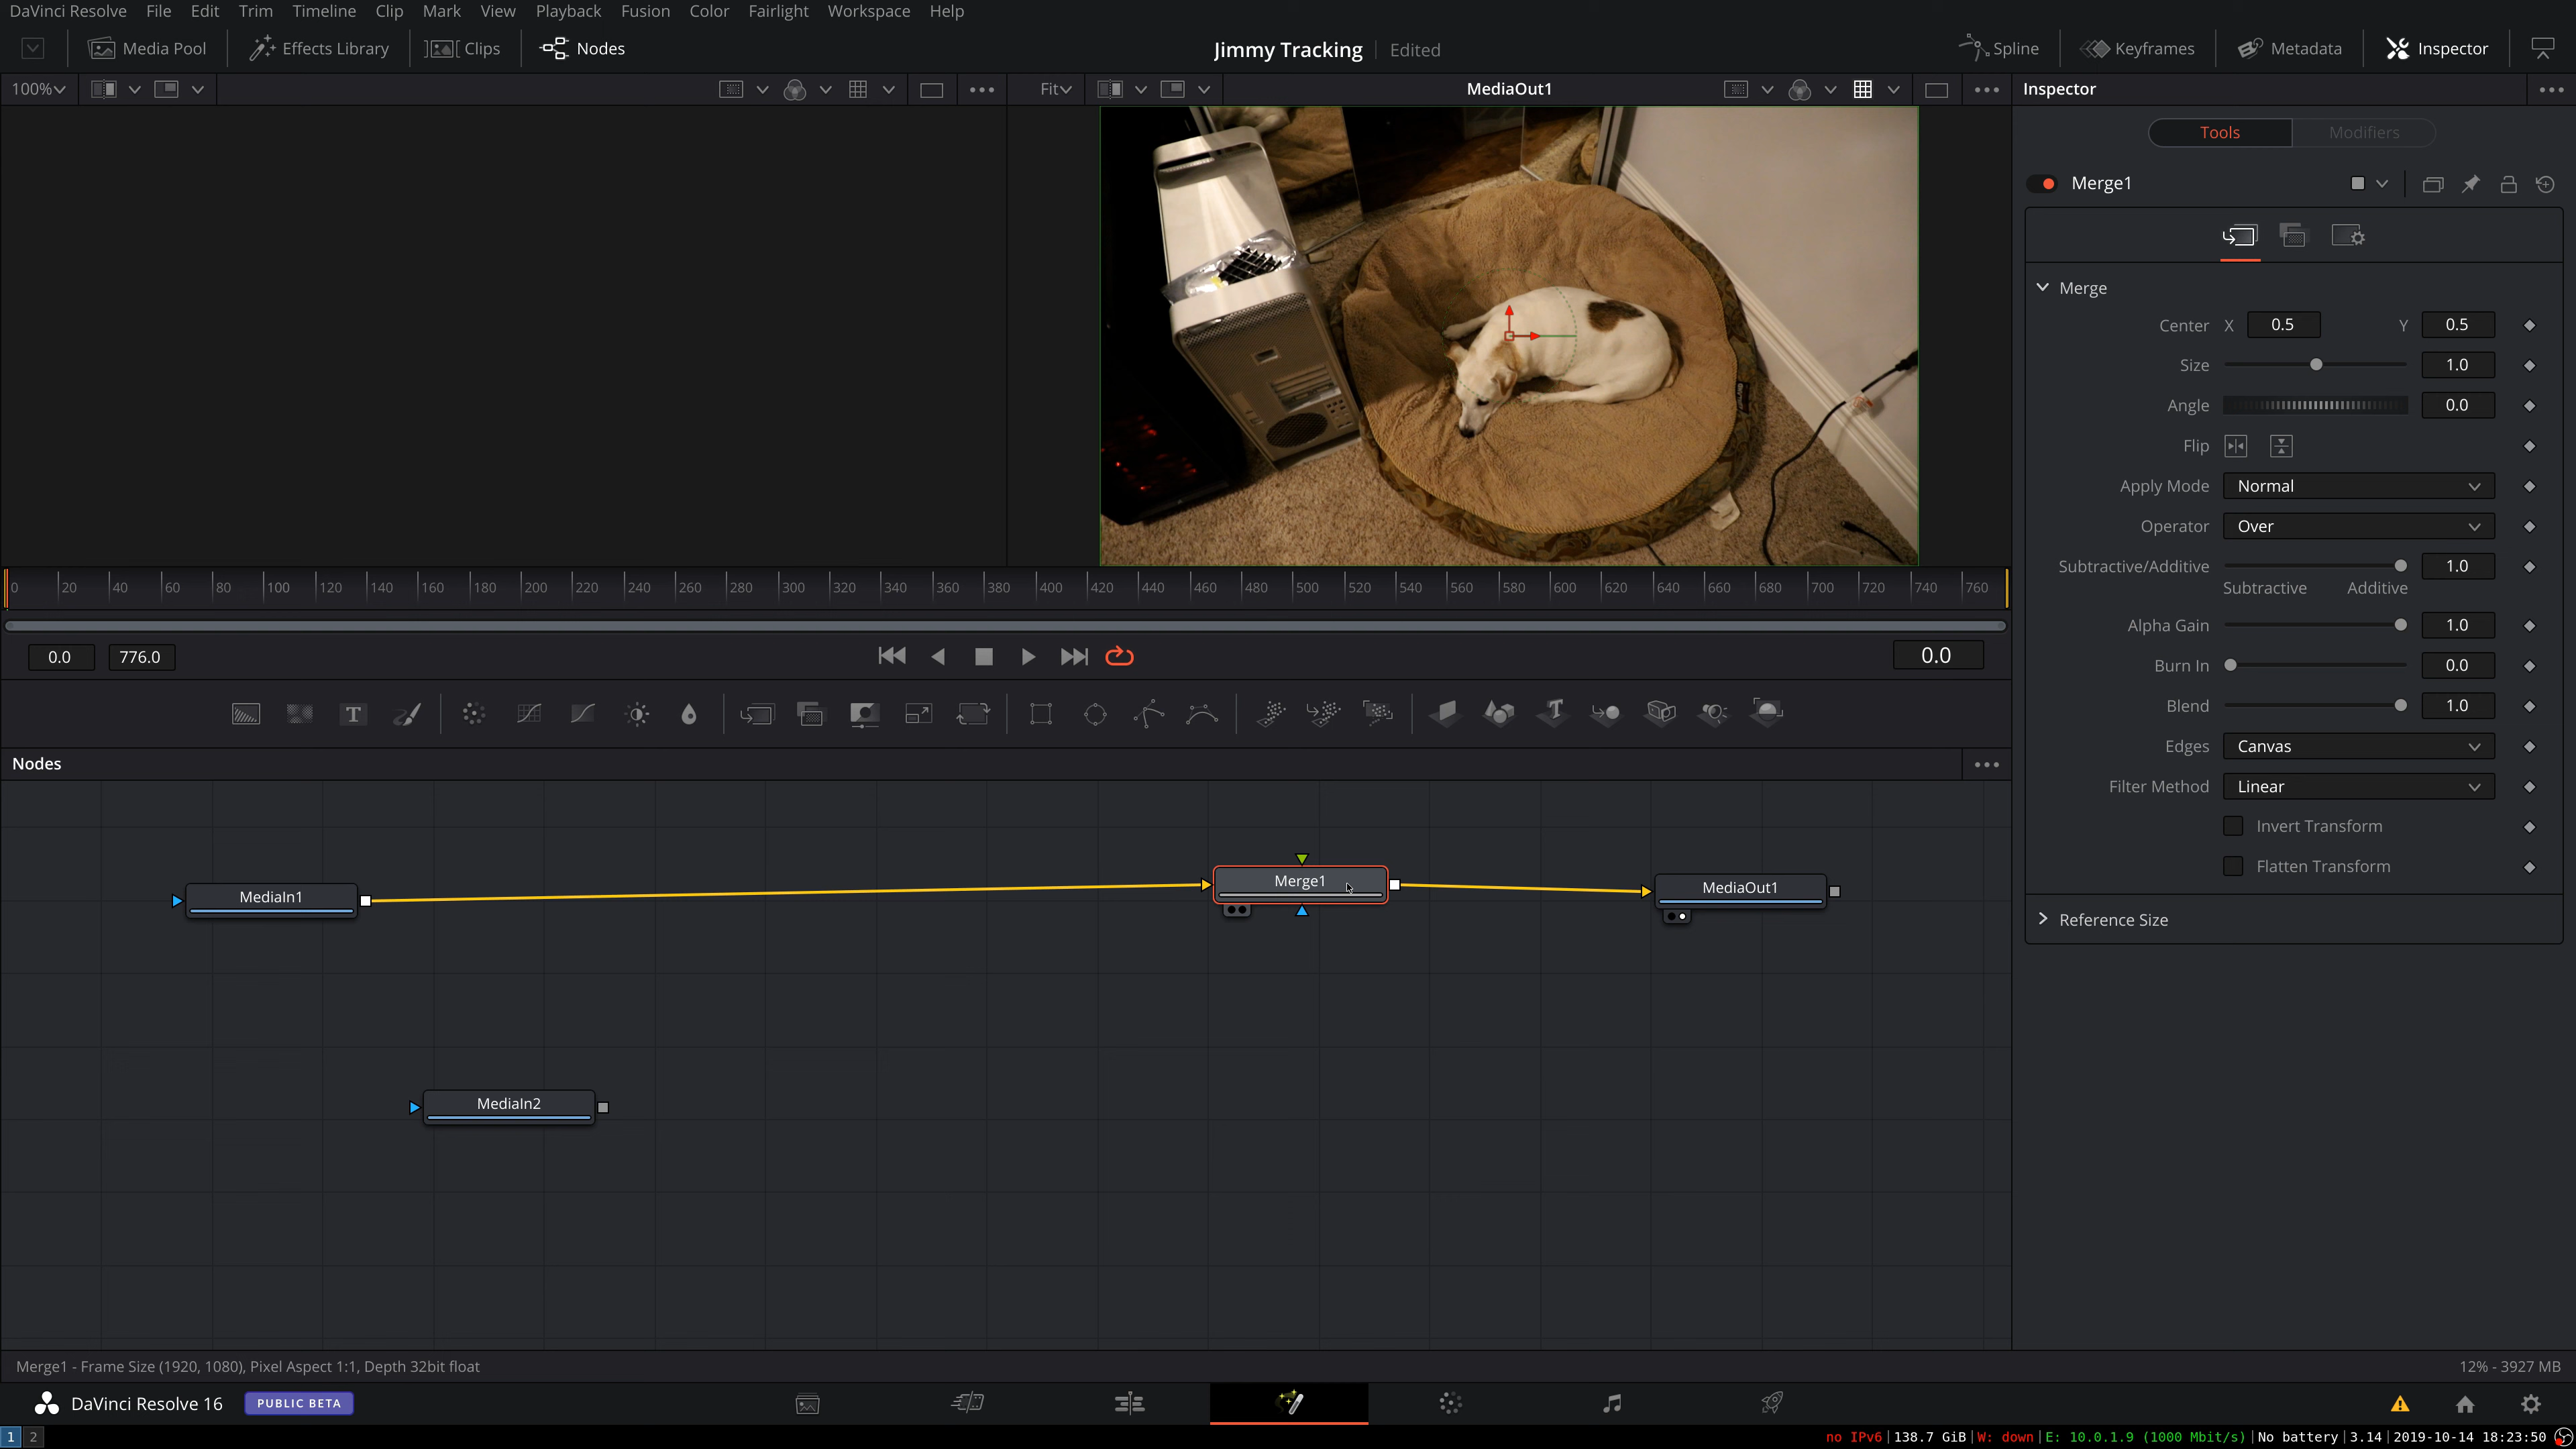 DaVinci Resolve File Edit Trim Timeline Clip Mark View Playback Fusion Color Fairlight Workspace Help
Media Pool Effects Library Clips Nodes Jimmy Tracking Edited Spline Keyframes Metadata Inspector
100% Fit MediaOut1 Inspector
Tools Modifiers
Merge1
Merge
Center X 0.5 Y 0.5
Size 1.0
Angle 0.0
Flip
Apply Mode Normal
Operator Over
Subtractive/Additive 1.0
Subtractive Additive
Alpha Gain 1.0
Burn In 0.0
Blend 1.0
Edges Canvas
Filter Method Linear
Invert Transform
Flatten Transform
Reference Size
0 20 40 60 80 100 120 140 160 180 200 220 240 260 280 300 320 340 360 380 400 420 440 460 480 500 520 540 560 580 600 620 640 660 680 700 720 740 760
0.0 776.0 0.0
T T
Nodes
MediaIn1 Merge1 MediaOut1
MediaIn2
Merge1 - Frame Size (1920, 1080), Pixel Aspect 1:1, Depth 32bit float 12% - 3927 MB
DaVinci Resolve 16 PUBLIC BETA
1 2 no IPv6|138.7 GiB|W: down|E: 10.0.1.9 (1000 Mbit/s)|No battery|3.14|2019-10-14 18:23:50